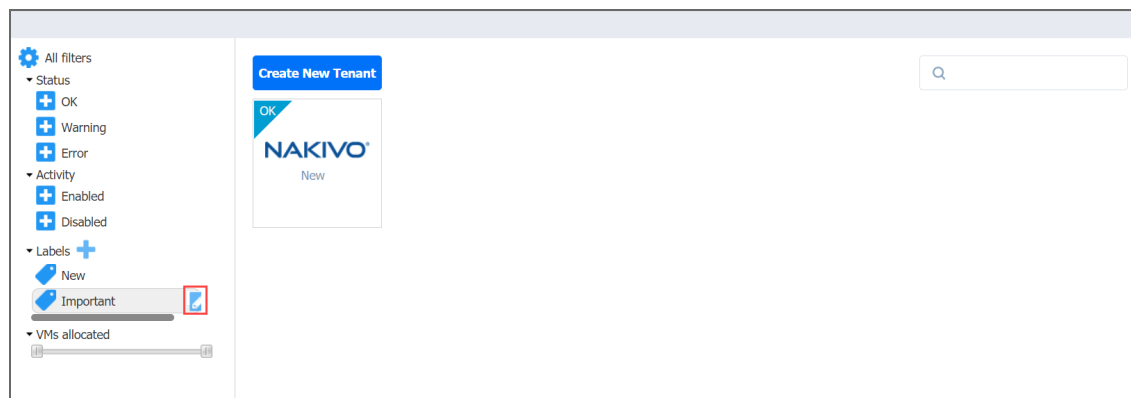 All filters
Status
OK
Warning
Error
Activity
Enabled
Disabled
Labels
New
Important
VMs allocated
Create New Tenant
OK
NAKIVO®
New